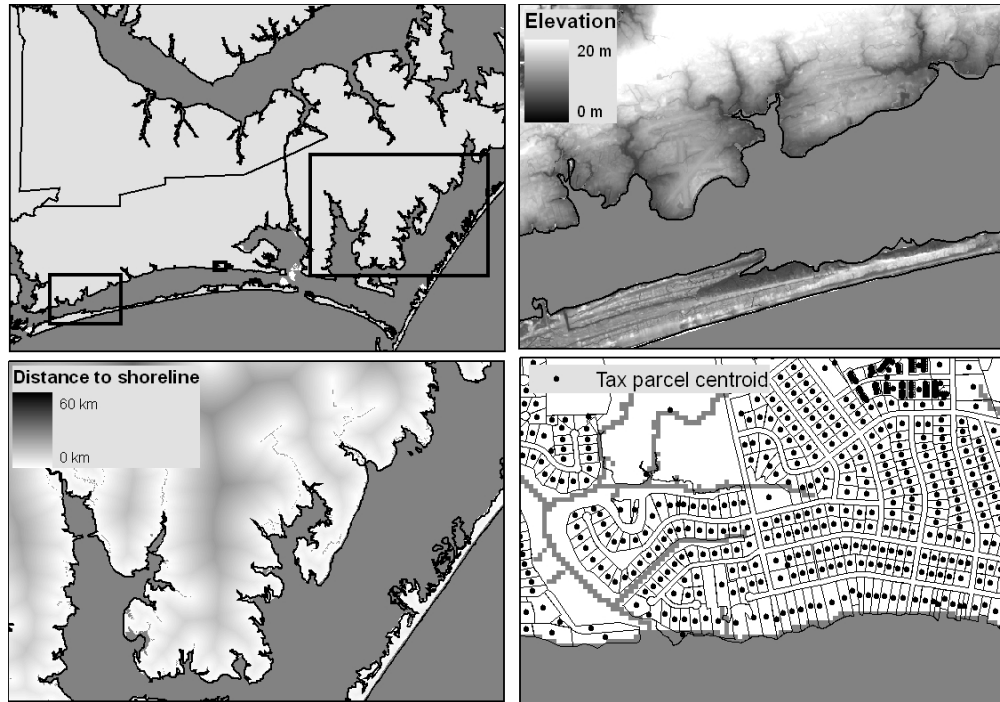 Elevation
20 m
0 m
Distance to shoreline
60 km
0 km
Tax parcel centroid